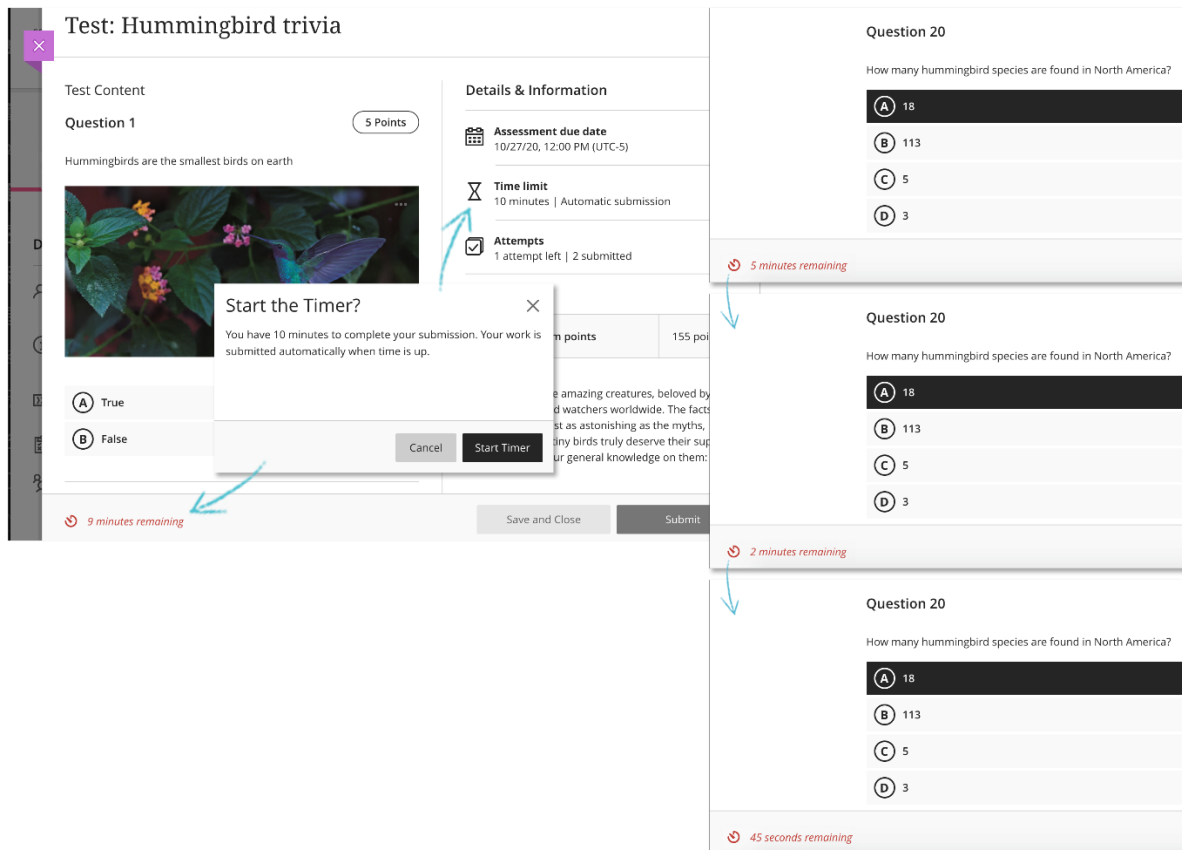 Test: Hummingbird trivia
Test Content
Question 1
5 Points
Hummingbirds are the smallest birds on earth
A True
B False
Details & Information
Assessment due date
10/27/20, 12:00 PM (UTC-5)
Time limit
10 minutes | Automatic submission
Attempts
1 attempt left | 2 submitted
points
155 poi
e amazing creatures, beloved by
d watchers worldwide. The facts
st as astonishing as the myths,
tiny birds truly deserve their sup
ur general knowledge on them:
Start the Timer?
You have 10 minutes to complete your submission. Your work is
submitted automatically when time is up.
Cancel
Start Timer
9 minutes remaining
Save and Close
Submit
Question 20
How many hummingbird species are found in North America?
A 18
B 113
C 5
D 3
5 minutes remaining
Question 20
How many hummingbird species are found in North America?
A 18
B 113
C 5
D 3
2 minutes remaining
Question 20
How many hummingbird species are found in North America?
A 18
B 113
C 5
D 3
45 seconds remaining